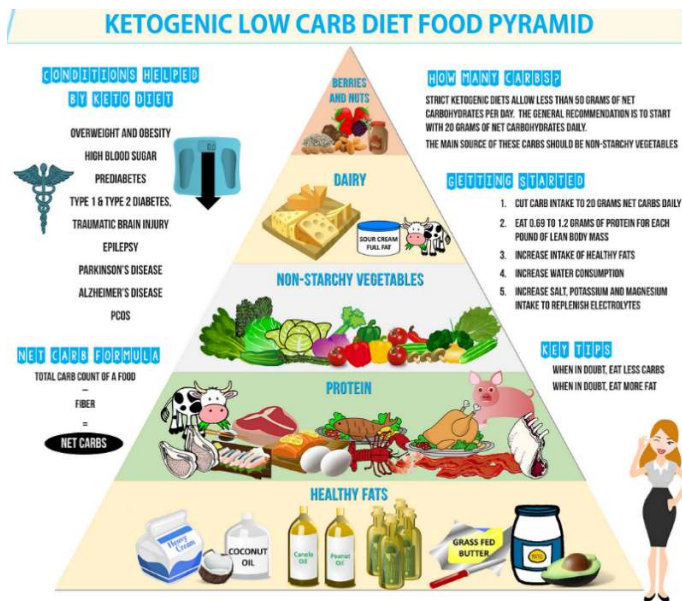 KETOGENIC LOW CARB DIET FOOD PYRAMID
CONDITIONS HELPED
BY KETO DIET
OVERWEIGHT AND OBESITY
HIGH BLOOD SUGAR
PREDIABETES
TYPE 1 & TYPE 2 DIABETES,
TRAUMATIC BRAIN INJURY
EPILEPSY
PARKINSON'S DISEASE
ALZHEIMER'S DISEASE
PCOS
NET CARB FORMULA
TOTAL CARB COUNT OF A FOOD
–
FIBER
=
NET CARBS
BERRIES
AND NUTS
DAIRY
SOUR CREAM
FULL FAT
NON-STARCHY VEGETABLES
PROTEIN
HEALTHY FATS
Heavy
Cream
COCONUT
OIL
Canola
Oil
Peanut
Oil
GRASS FED
BUTTER
HOW MANY CARBS?
STRICT KETOGENIC DIETS ALLOW LESS THAN 50 GRAMS OF NET
CARBOHYDRATES PER DAY. THE GENERAL RECOMMENDATION IS TO START
WITH 20 GRAMS OF NET CARBOHYDRATES DAILY.
THE MAIN SOURCE OF THESE CARBS SHOULD BE NON-STARCHY VEGETABLES
GETTING STARTED
1. CUT CARB INTAKE TO 20 GRAMS NET CARBS DAILY
2. EAT 0.69 TO 1.2 GRAMS OF PROTEIN FOR EACH
POUND OF LEAN BODY MASS
3. INCREASE INTAKE OF HEALTHY FATS
4. INCREASE WATER CONSUMPTION
5. INCREASE SALT, POTASSIUM AND MAGNESIUM
INTAKE TO REPLENISH ELECTROLYTES
KEY TIPS
WHEN IN DOUBT, EAT LESS CARBS
WHEN IN DOUBT, EAT MORE FAT